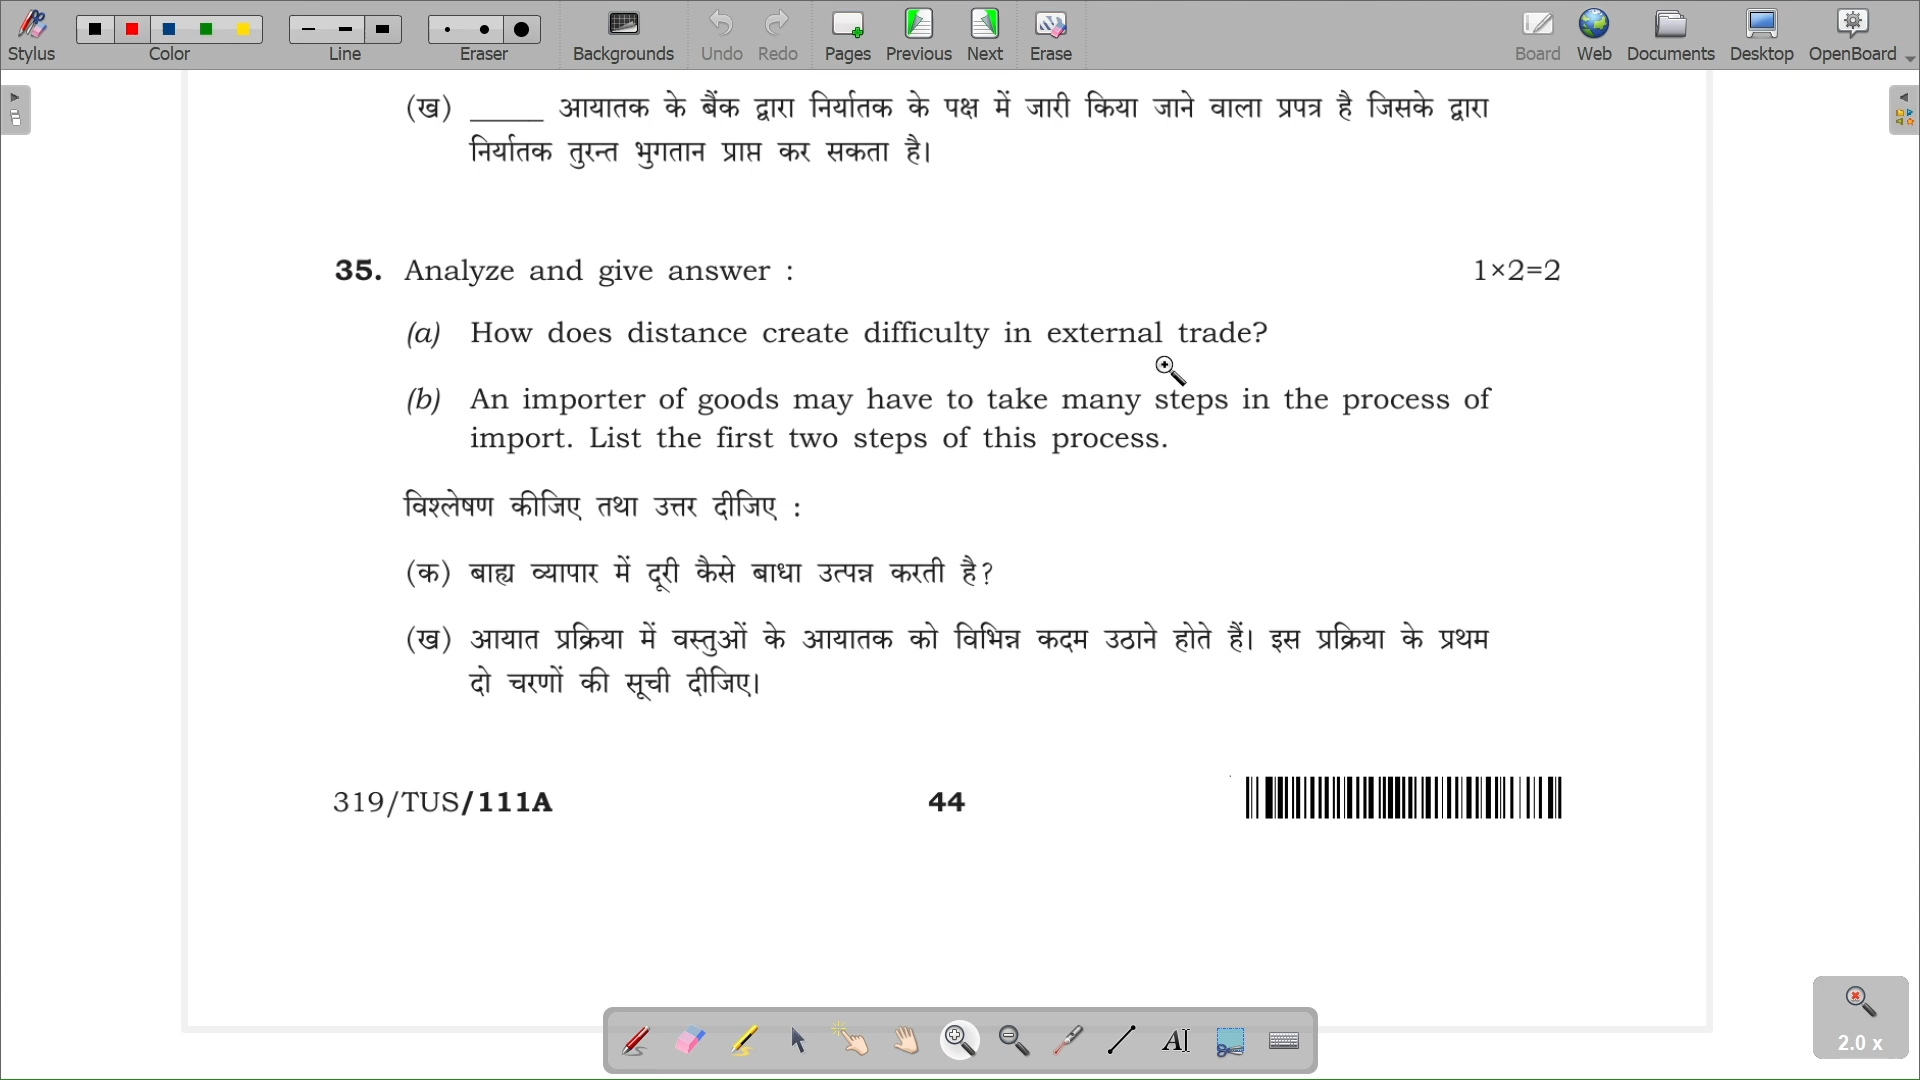 Stylus Color Line Eraser Backgrounds Undo Redo Pages Previous Next Erase Board Web Documents Desktop OpenBoard
(ख) _____ आयातक के बैंक द्वारा निर्यातक के पक्ष में जारी किया जाने वाला प्रपत्र है जिसके द्वारा
निर्यातक तुरन्त भुगतान प्राप्त कर सकता है।
35. Analyze and give answer : 1×2=2
(a) How does distance create difficulty in external trade?
(b) An importer of goods may have to take many steps in the process of
import. List the first two steps of this process.
विश्लेषण कीजिए तथा उत्तर दीजिए :
(क) बाह्य व्यापार में दूरी कैसे बाधा उत्पन्न करती है?
(ख) आयात प्रक्रिया में वस्तुओं के आयातक को विभिन्न कदम उठाने होते हैं। इस प्रक्रिया के प्रथम
दो चरणों की सूची दीजिए।
319/TUS/111A 44
AI
2.0 x